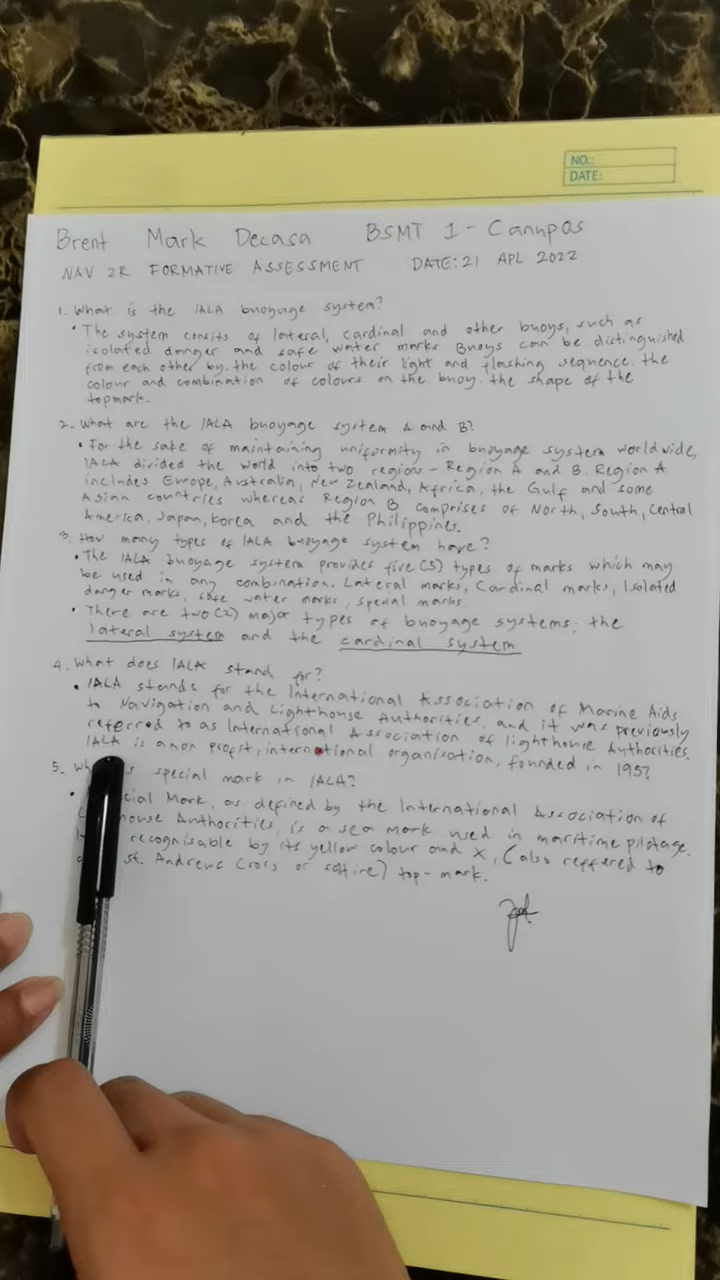 NO.:
DATE:
Brent Mark Decasa BSMT 1 - Canopus
NAV 2R FORMATIVE ASSESSMENT DATE: 21 APL 2022
1. What is the IALA buoyage system?
• The system consits of lateral, cardinal and other buoys, such as
isolated danger and safe water marks Buoys can be distinguished
from each other by. the colour of their light and flashing sequence. the
colour and combination of colours on the buoy. the shape of the
topmark.
2. What are the IALA buoyage system A and B?
• For the sake of maintaining uniformity in buoyage system worldwide,
IALA divided the world into two regions - Region A and B. Region A
includes Europe, Australia, New Zealand, Africa, the Gulf and some
Asian countries whereas Region B comprises of North, South, Central
America, Japan, Korea and the Philippines.
3. How many types of IALA buoyage system have?
• The IALA buoyage system provides five (5) types of marks which may
be used in any combination. Lateral marks, Cardinal marks, Isolated
danger marks, safe water marks, special marks.
• There are two (2) major types of buoyage systems: the
lateral system and the cardinal system
4. What does IALA stand for?
• IALA stands for the International Association of Marine Aids
to Navigation and Lighthouse Authorities, and it was previously
referred to as International Association of lighthouse Authorities.
IALA is a non profit, international organisation, founded in 1957
5. special mark in IALA?
• Mark, as defined by the International Association of
Authorities, is a sea mark used in maritime pilotage.
recognisable by its yellow colour and X, (also reffered to
st. Andrews Cross or saltire) top-mark.